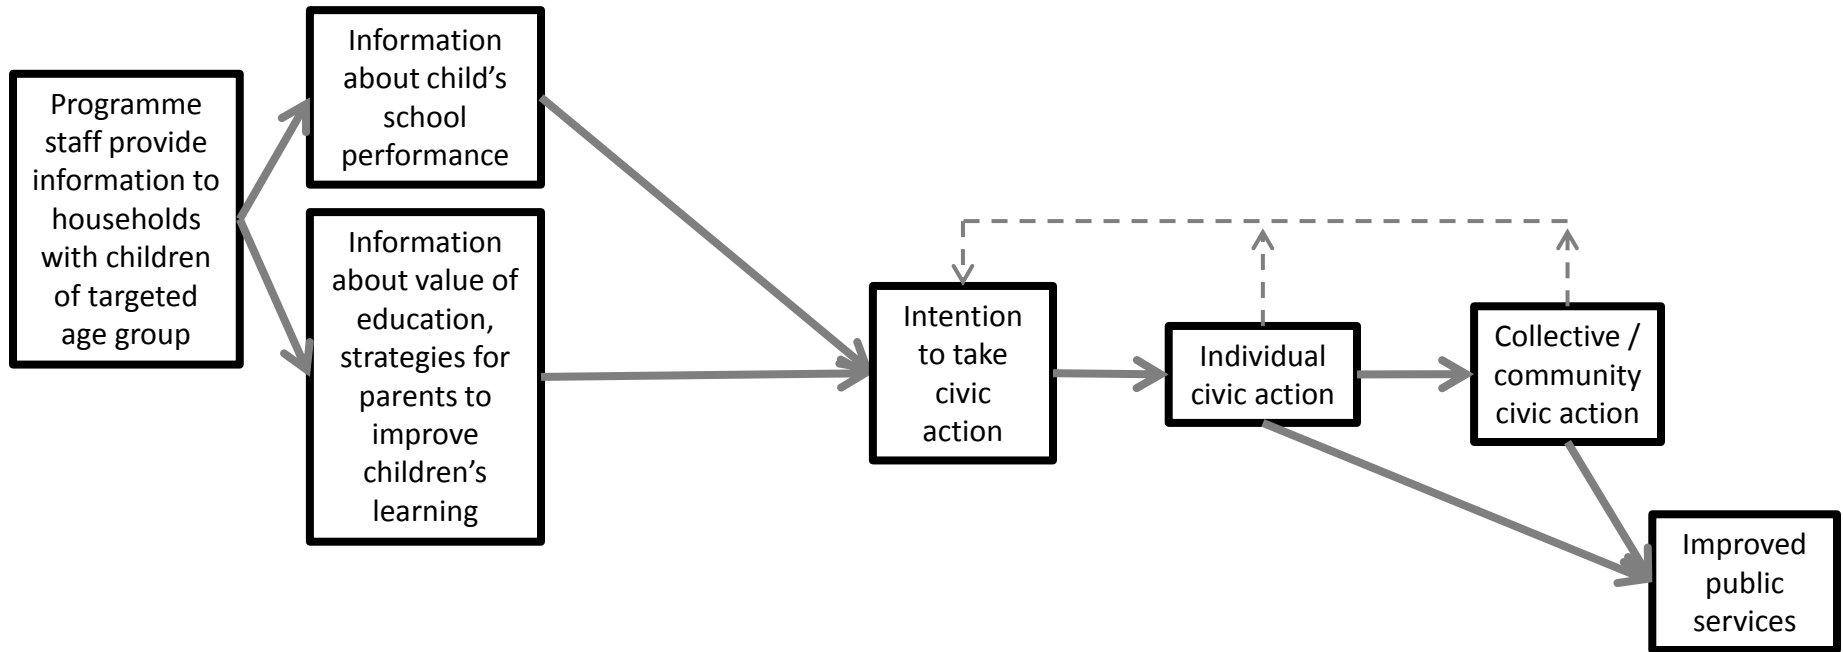 Programme
staff provide
information to
households
with children
of targeted
age group
Information
about child’s
school
performance
Information
about value of
education,
strategies for
parents to
improve
children’s
learning
Intention
to take
civic
action
Individual
civic action
Collective /
community
civic action
Improved
public
services